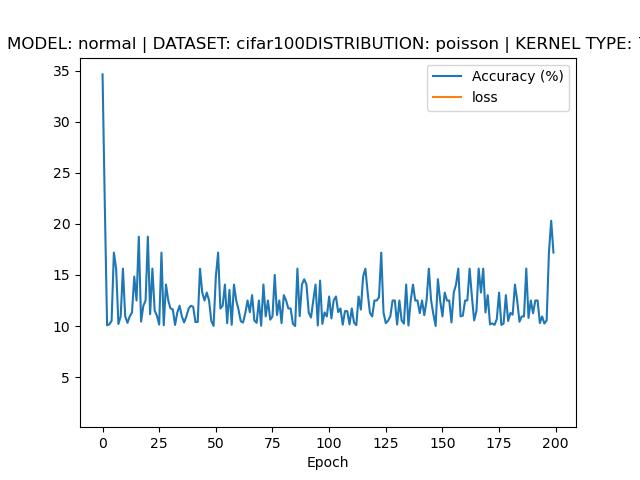 MODEL: normal | DATASET: cifar100DISTRIBUTION: poisson | KERNEL TYPE:
Accuracy (%)
loss
35
30
25
20
15
10
5
0 25 50 75 100 125 150 175 200
Epoch